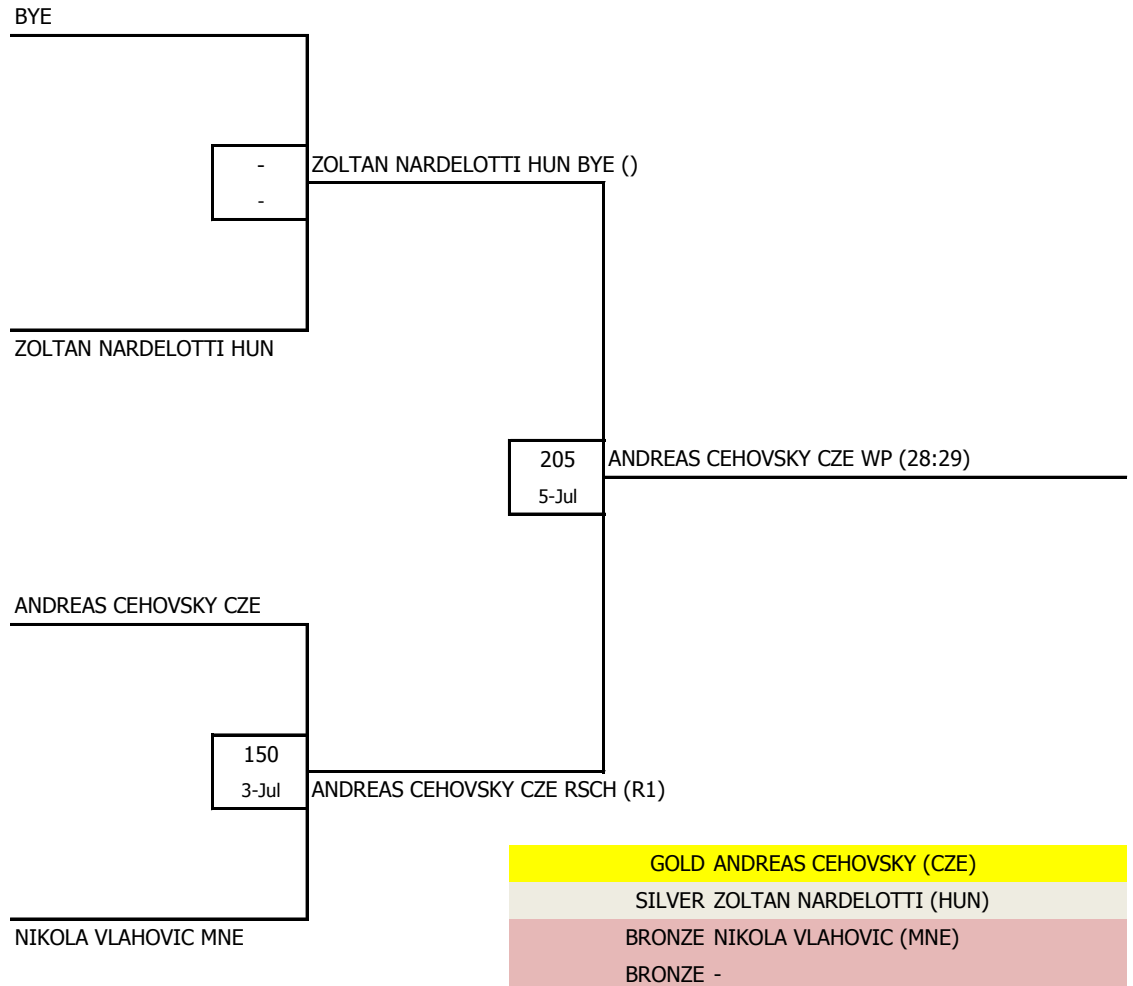 BYE
-
-
ZOLTAN NARDELOTTI HUN BYE ()
ZOLTAN NARDELOTTI HUN
205
5-Jul
ANDREAS CEHOVSKY CZE WP (28:29)
ANDREAS CEHOVSKY CZE
150
3-Jul
ANDREAS CEHOVSKY CZE RSCH (R1)
NIKOLA VLAHOVIC MNE
GOLD ANDREAS CEHOVSKY (CZE)
SILVER ZOLTAN NARDELOTTI (HUN)
BRONZE NIKOLA VLAHOVIC (MNE)
BRONZE -